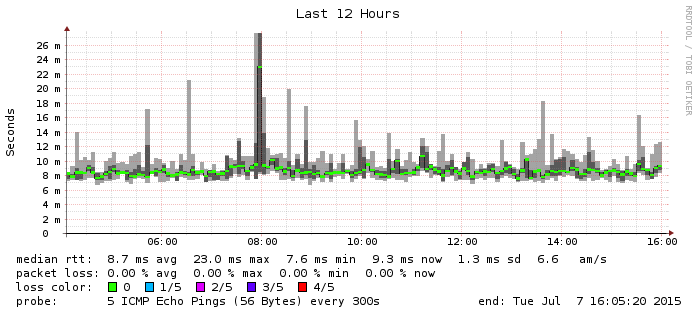 Last 12 Hours
RRDTOOL / TOBI OETIKER
Seconds
26 m
24 m
22 m
20 m
18 m
16 m
14 m
12 m
10 m
8 m
6 m
4 m
2 m
0
06:00 08:00 10:00 12:00 14:00 16:00
median rtt: 8.7 ms avg 23.0 ms max 7.6 ms min 9.3 ms now 1.3 ms sd 6.6 am/s
packet loss: 0.00 % avg 0.00 % max 0.00 % min 0.00 % now
loss color: 0 1/5 2/5 3/5 4/5
probe: 5 ICMP Echo Pings (56 Bytes) every 300s end: Tue Jul 7 16:05:20 2015